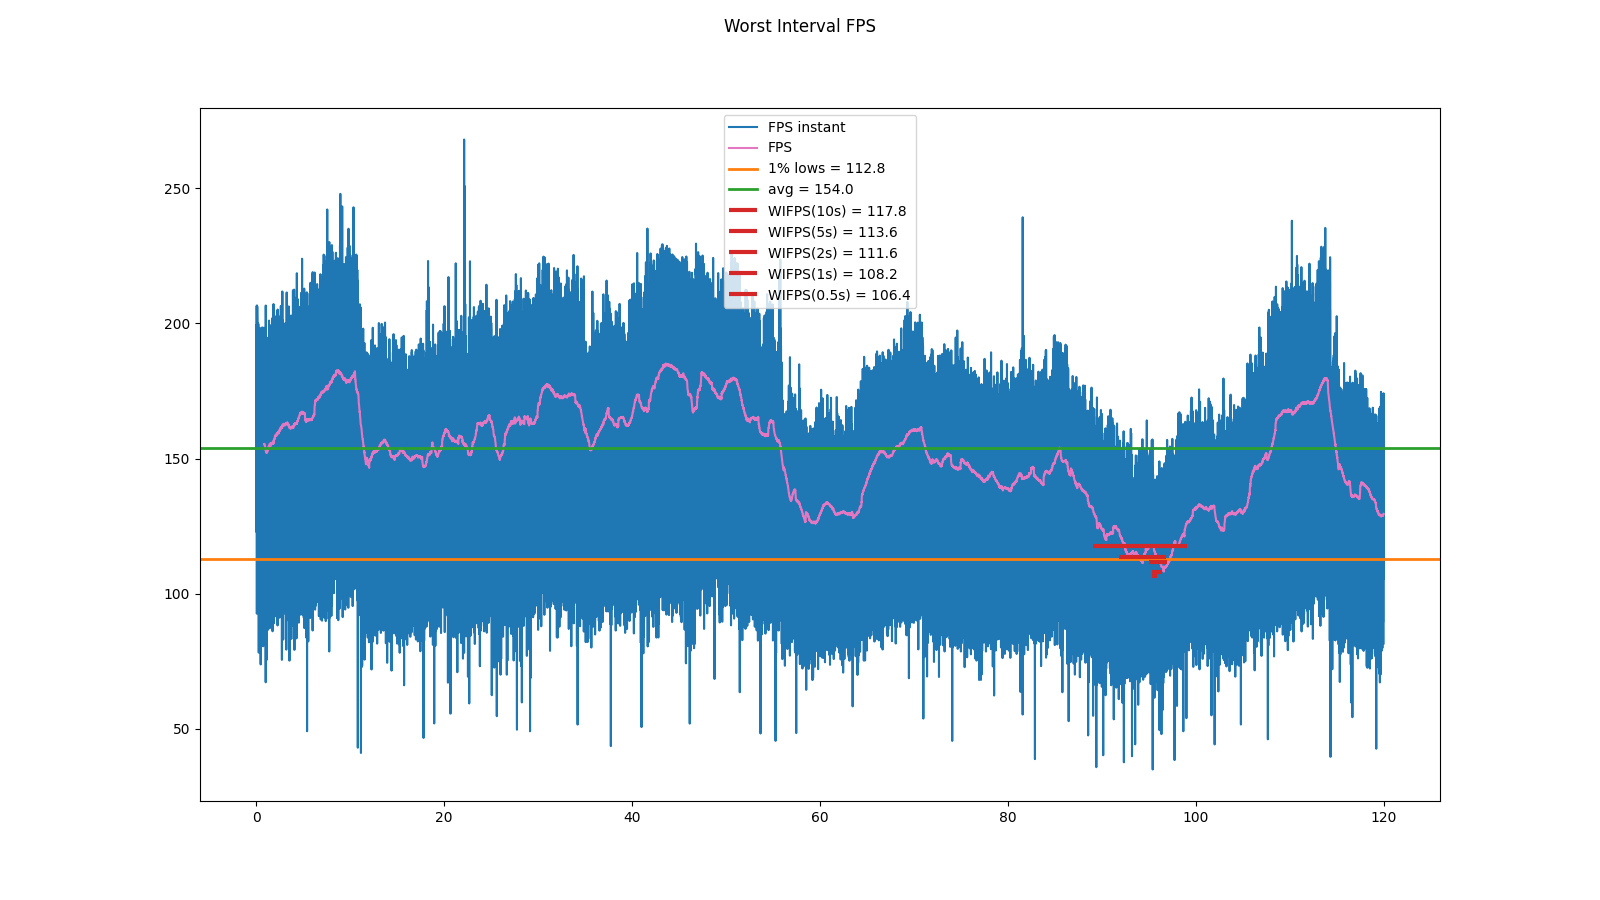 Worst Interval FPS
FPS instant
FPS
1% lows = 112.8
avg = 154.0
WIFPS(10s) = 117.8
WIFPS(5s) = 113.6
WIFPS(2s) = 111.6
WIFPS(1s) = 108.2
WIFPS(0.5s) = 106.4
250
200
150
100
50
0 20 40 60 80 100 120